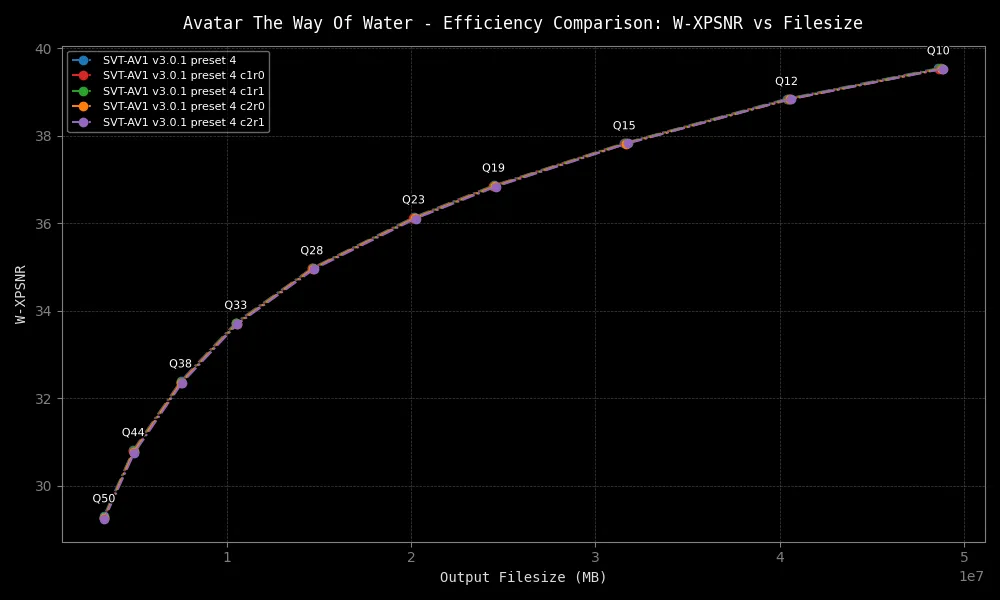 Avatar The Way Of Water - Efficiency Comparison: W-XPSNR vs Filesize
SVT-AV1 v3.0.1 preset 4
SVT-AV1 v3.0.1 preset 4 c1r0
SVT-AV1 v3.0.1 preset 4 c1r1
SVT-AV1 v3.0.1 preset 4 c2r0
SVT-AV1 v3.0.1 preset 4 c2r1
Q10
Q12
Q15
Q19
Q23
Q28
Q33
Q38
Q44
Q50
W-XPSNR
40
38
36
34
32
30
1 2 3 4 5
1e7
Output Filesize (MB)